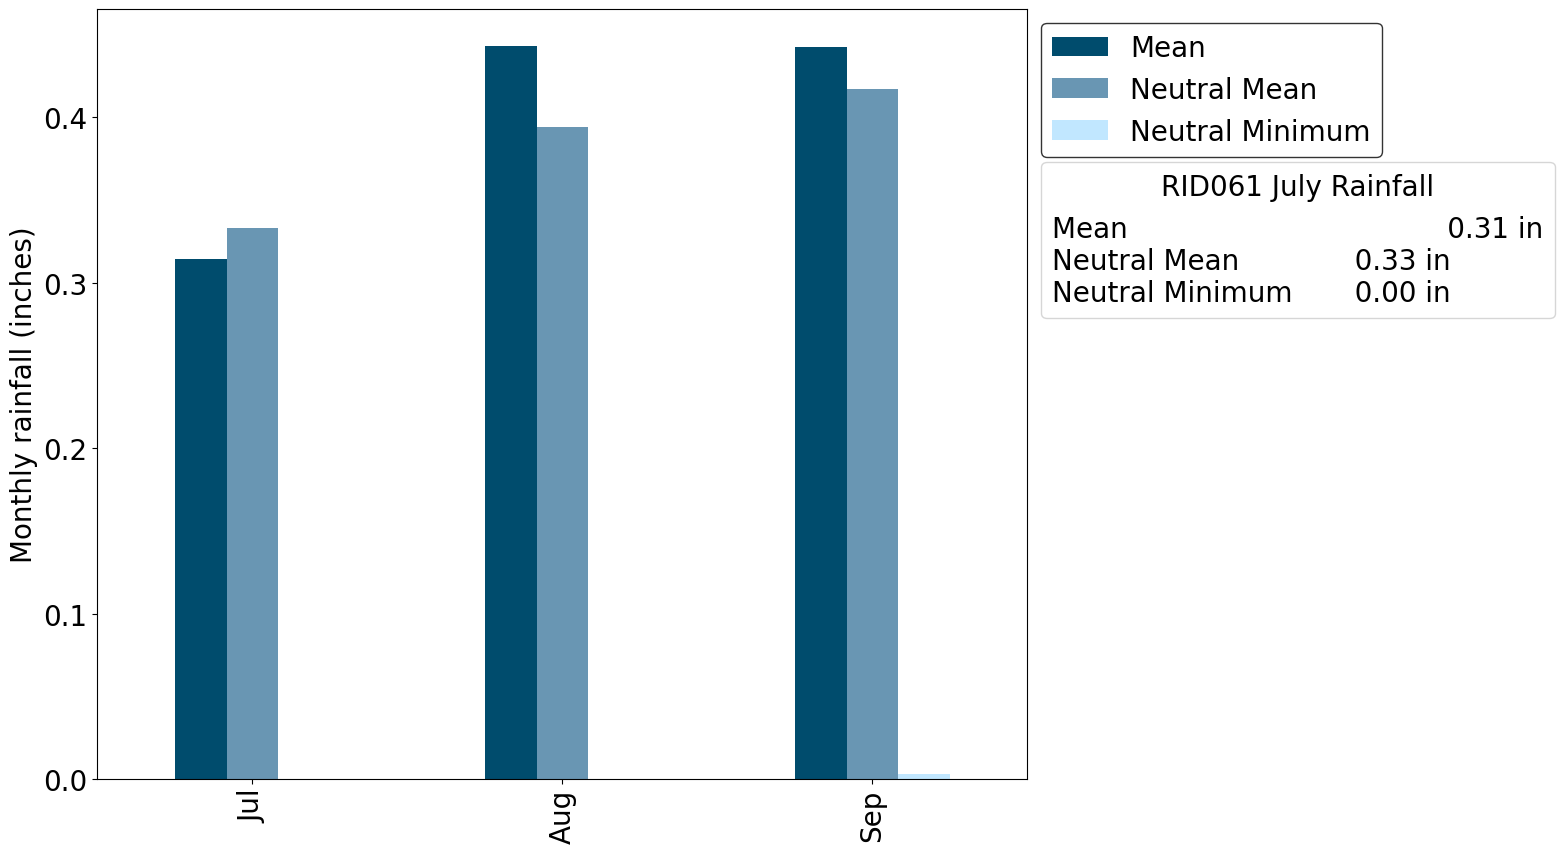 Monthly rainfall (inches)
0.4
0.3
0.2
0.1
0.0
Jul
Aug
Sep
Mean
Neutral Mean
Neutral Minimum
RID061 July Rainfall
Mean 0.31 in
Neutral Mean 0.33 in
Neutral Minimum 0.00 in